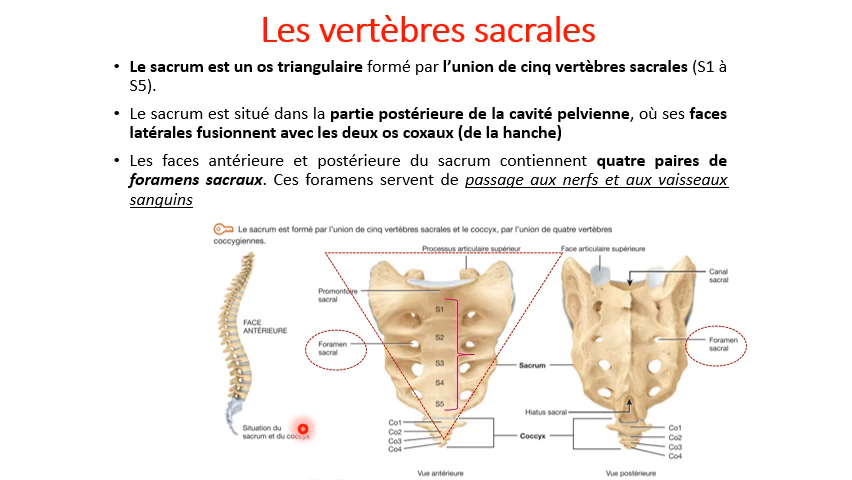 Les vertèbres sacrales
• Le sacrum est un os triangulaire formé par l’union de cinq vertèbres sacrales (S1 à
S5).
• Le sacrum est situé dans la partie postérieure de la cavité pelvienne, où ses faces
latérales fusionnent avec les deux os coxaux (de la hanche)
• Les faces antérieure et postérieure du sacrum contiennent quatre paires de
foramens sacraux. Ces foramens servent de passage aux nerfs et aux vaisseaux
sanguins
Le sacrum est formé par l'union de cinq vertèbres sacrales et le coccyx, par l'union de quatre vertèbres
coccygiennes.
Processus articulaire supérieur
Face articulaire supérieure
Canal
sacral
Promontoire
sacral
S1
FACE
ANTÉRIEURE
S2
Foramen
sacral
Foramen
sacral
S3
Sacrum
S4
S5
Hiatus sacral
Situation du
sacrum et du coccyx
Co1
Co2
Co3
Co4
Coccyx
Co1
Co2
Co3
Co4
Vue antérieure
Vue postérieure